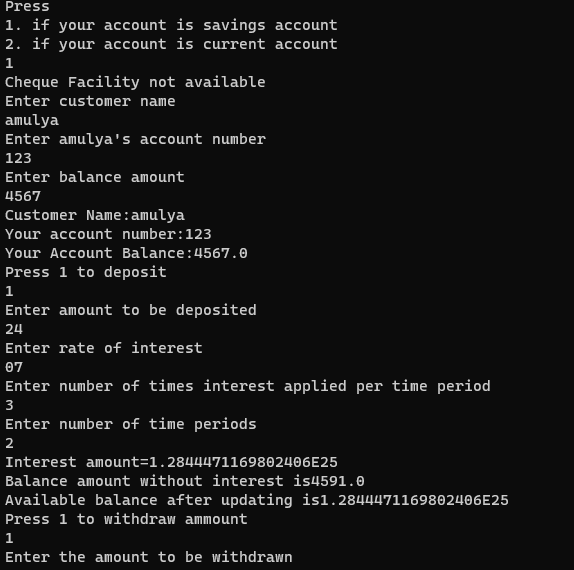 Press
1. if your account is savings account
2. if your account is current account
1
Cheque Facility not available
Enter customer name
amulya
Enter amulya's account number
123
Enter balance amount
4567
Customer Name:amulya
Your account number:123
Your Account Balance:4567.0
Press 1 to deposit
1
Enter amount to be deposited
24
Enter rate of interest
07
Enter number of times interest applied per time period
3
Enter number of time periods
2
Interest amount=1.2844471169802406E25
Balance amount without interest is4591.0
Available balance after updating is1.2844471169802406E25
Press 1 to withdraw ammount
1
Enter the amount to be withdrawn